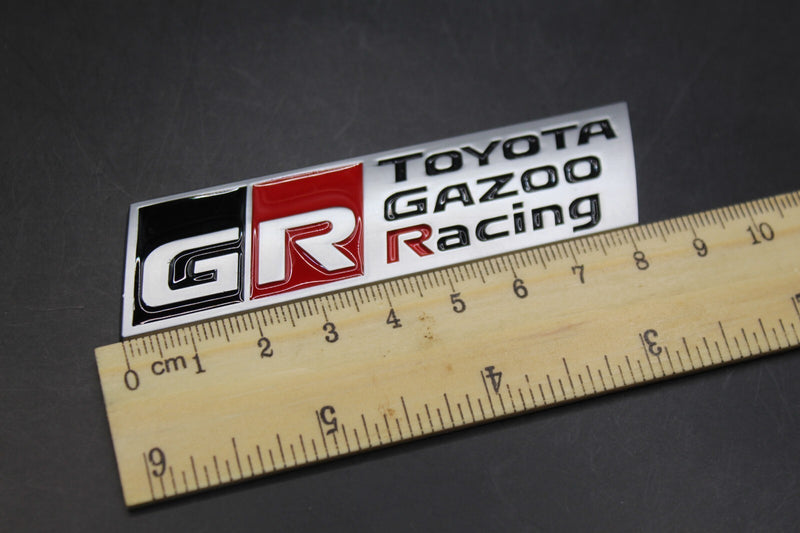 GR
TOYOTA
GAZOO
Racing
0 cm 1 2 3 4 5 6 7 8 9 10
6 5 4 3